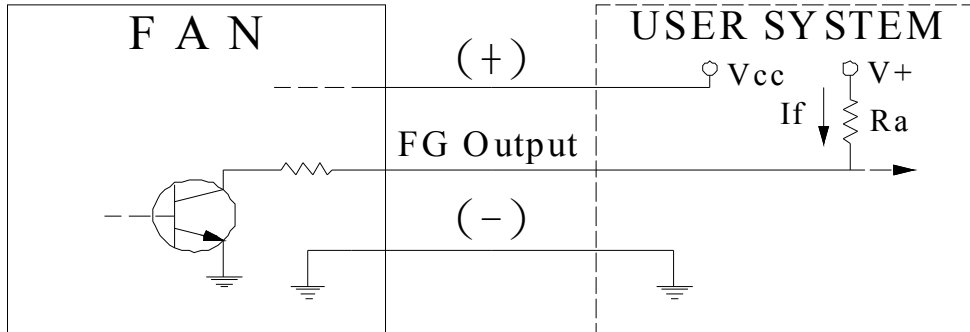 F A N
USER SYSTEM
(+)
Vcc
V+
If
Ra
FG Output
(-)